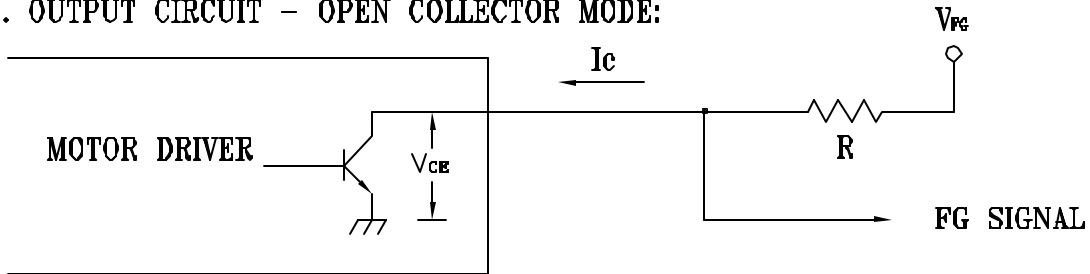 . OUTPUT CIRCUIT - OPEN COLLECTOR MODE:
VFG
Ic
MOTOR DRIVER
VCE
R
FG SIGNAL